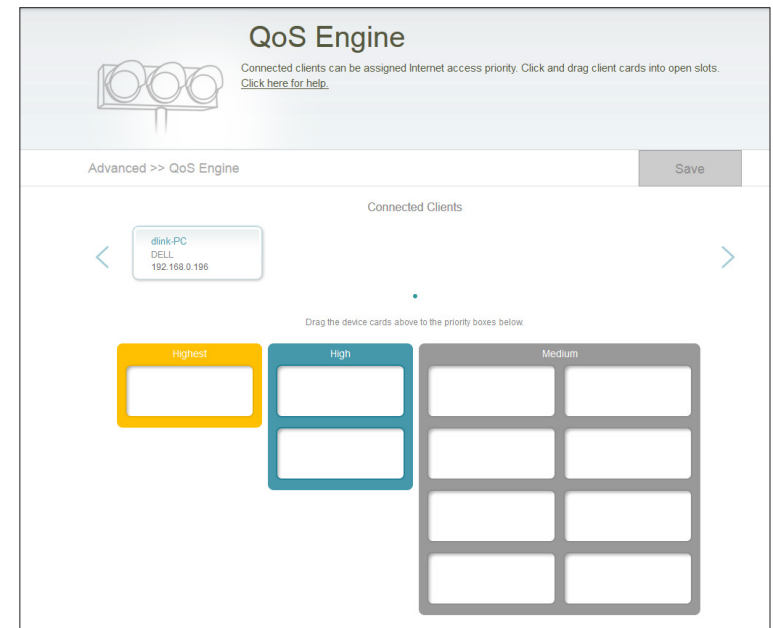 QoS Engine
Connected clients can be assigned Internet access priority. Click and drag client cards into open slots.
Click here for help.
Advanced >> QoS Engine
Save
Connected Clients
dlink-PC
DELL
192.168.0.196
Drag the device cards above to the priority boxes below.
Highest
High
Medium